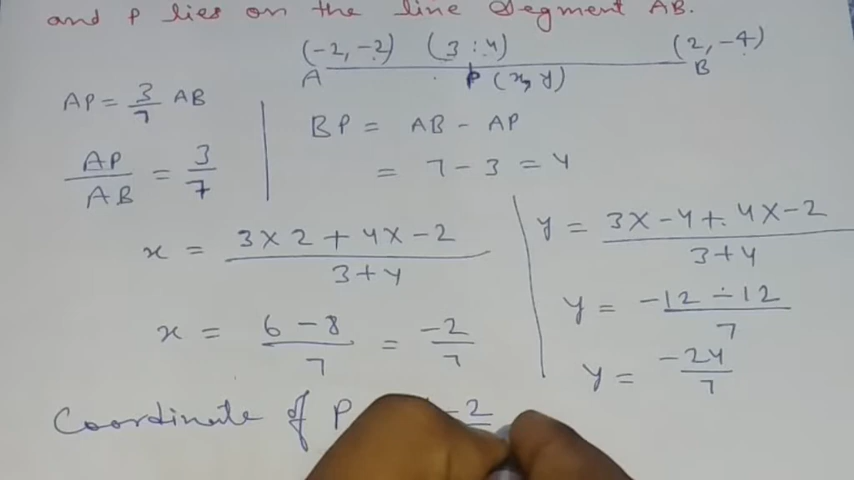 and P lies on the line segment AB.
(-2, -2) (3 : 4) (2, -4)
A P (x, y) B
AP = 3/7 AB
AP/AB = 3/7
BP = AB - AP
= 7 - 3 = 4
x = 3 X 2 + 4 X -2 / 3 + 4
x = 6 - 8 / 7 = -2/7
y = 3 X -4 + 4 X -2 / 3 + 4
y = -12 - 12 / 7
y = -24/7
Coordinate of P -2